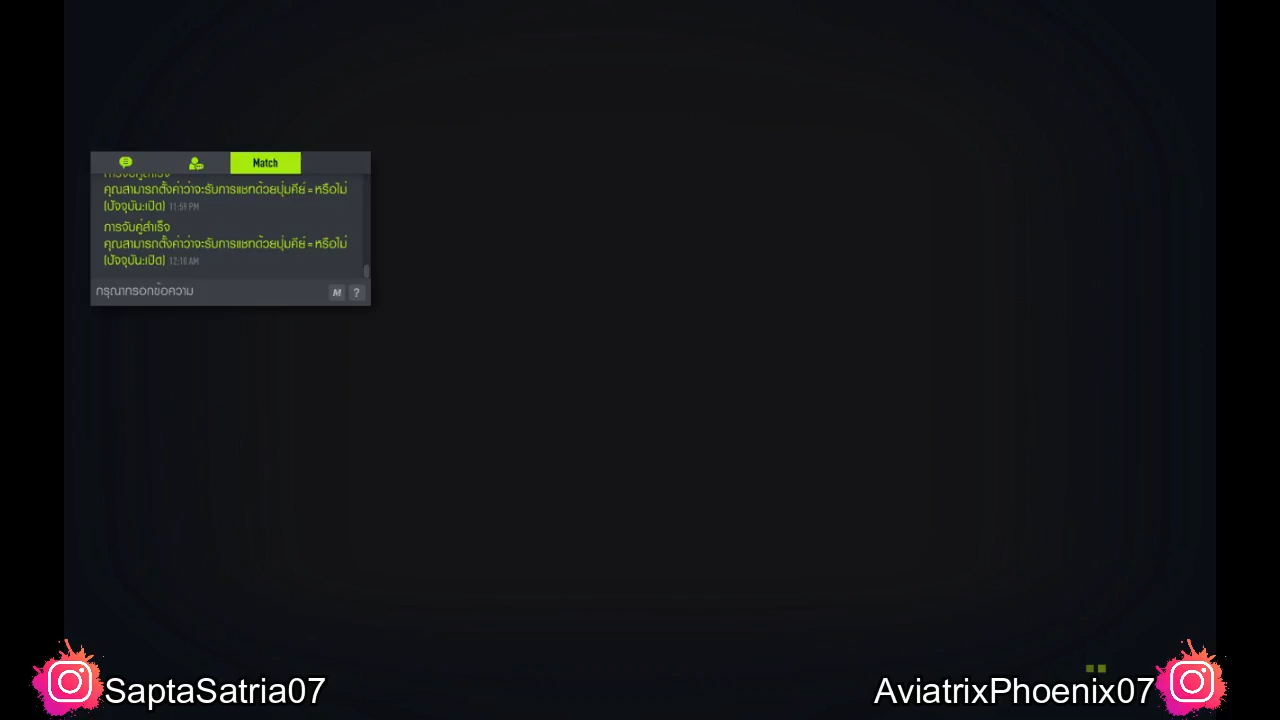 Match
การจับคู่สำเร็จ
คุณสามารถตั้งค่าว่าจะรับการแชทด้วยปุ่มคีย์ = หรือไม่
(ปัจจุบัน:เปิด) 11:59 PM
การจับคู่สำเร็จ
คุณสามารถตั้งค่าว่าจะรับการแชทด้วยปุ่มคีย์ = หรือไม่
(ปัจจุบัน:เปิด) 12:10 AM
กรุณากรอกข้อความ
M ?
SaptaSatria07
AviatrixPhoenix07